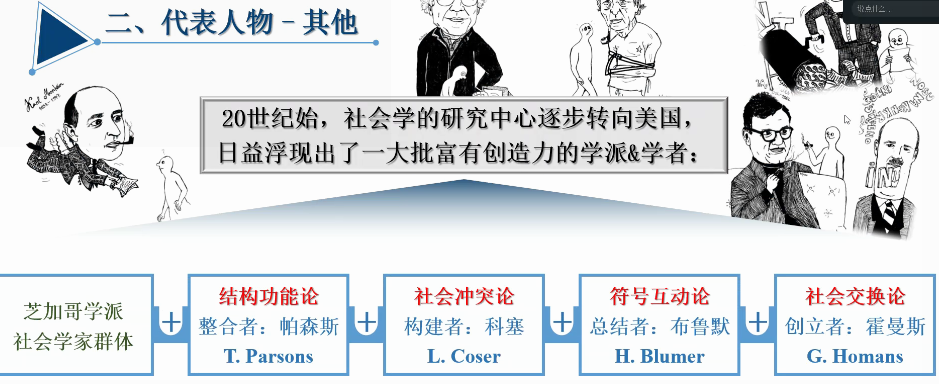 二、代表人物 - 其他
说点什么...
20世纪始，社会学的研究中心逐步转向美国，
日益浮现出了一大批富有创造力的学派&学者：
芝加哥学派
社会学家群体
+
结构功能论
整合者：帕森斯
T. Parsons
+
社会冲突论
构建者：科塞
L. Coser
+
符号互动论
总结者：布鲁默
H. Blumer
+
社会交换论
创立者：霍曼斯
G. Homans